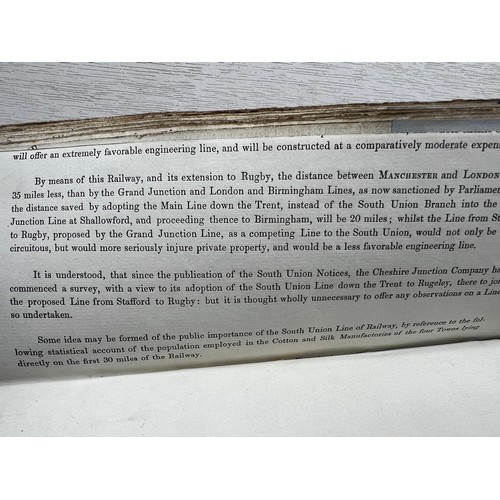 will offer an extremely favorable engineering line, and will be constructed at a comparatively moderate expen
By means of this Railway, and its extension to Rugby, the distance between MANCHESTER and LONDON
35 miles less, than by the Grand Junction and London and Birmingham Lines, as now sanctioned by Parliamen
the distance saved by adopting the Main Line down the Trent, instead of the South Union Branch into the
Junction Line at Shallowford, and proceeding thence to Birmingham, will be 20 miles; whilst the Line from St
to Rugby, proposed by the Grand Junction Line, as a competing Line to the South Union, would not only be
circuitous, but would more seriously injure private property, and would be a less favorable engineering line.
It is understood, that since the publication of the South Union Notices, the Cheshire Junction Company ha
commenced a survey, with a view to its adoption of the South Union Line down the Trent to Rugeley, there to jo
the proposed Line from Stafford to Rugby: but it is thought wholly unnecessary to offer any observations on a Line
so undertaken.
Some idea may be formed of the public importance of the South Union Line of Railway, by reference to the fol-
lowing statistical account of the population employed in the Cotton and Silk Manufactories of the four Towns lying
directly on the first 30 miles of the Railway.